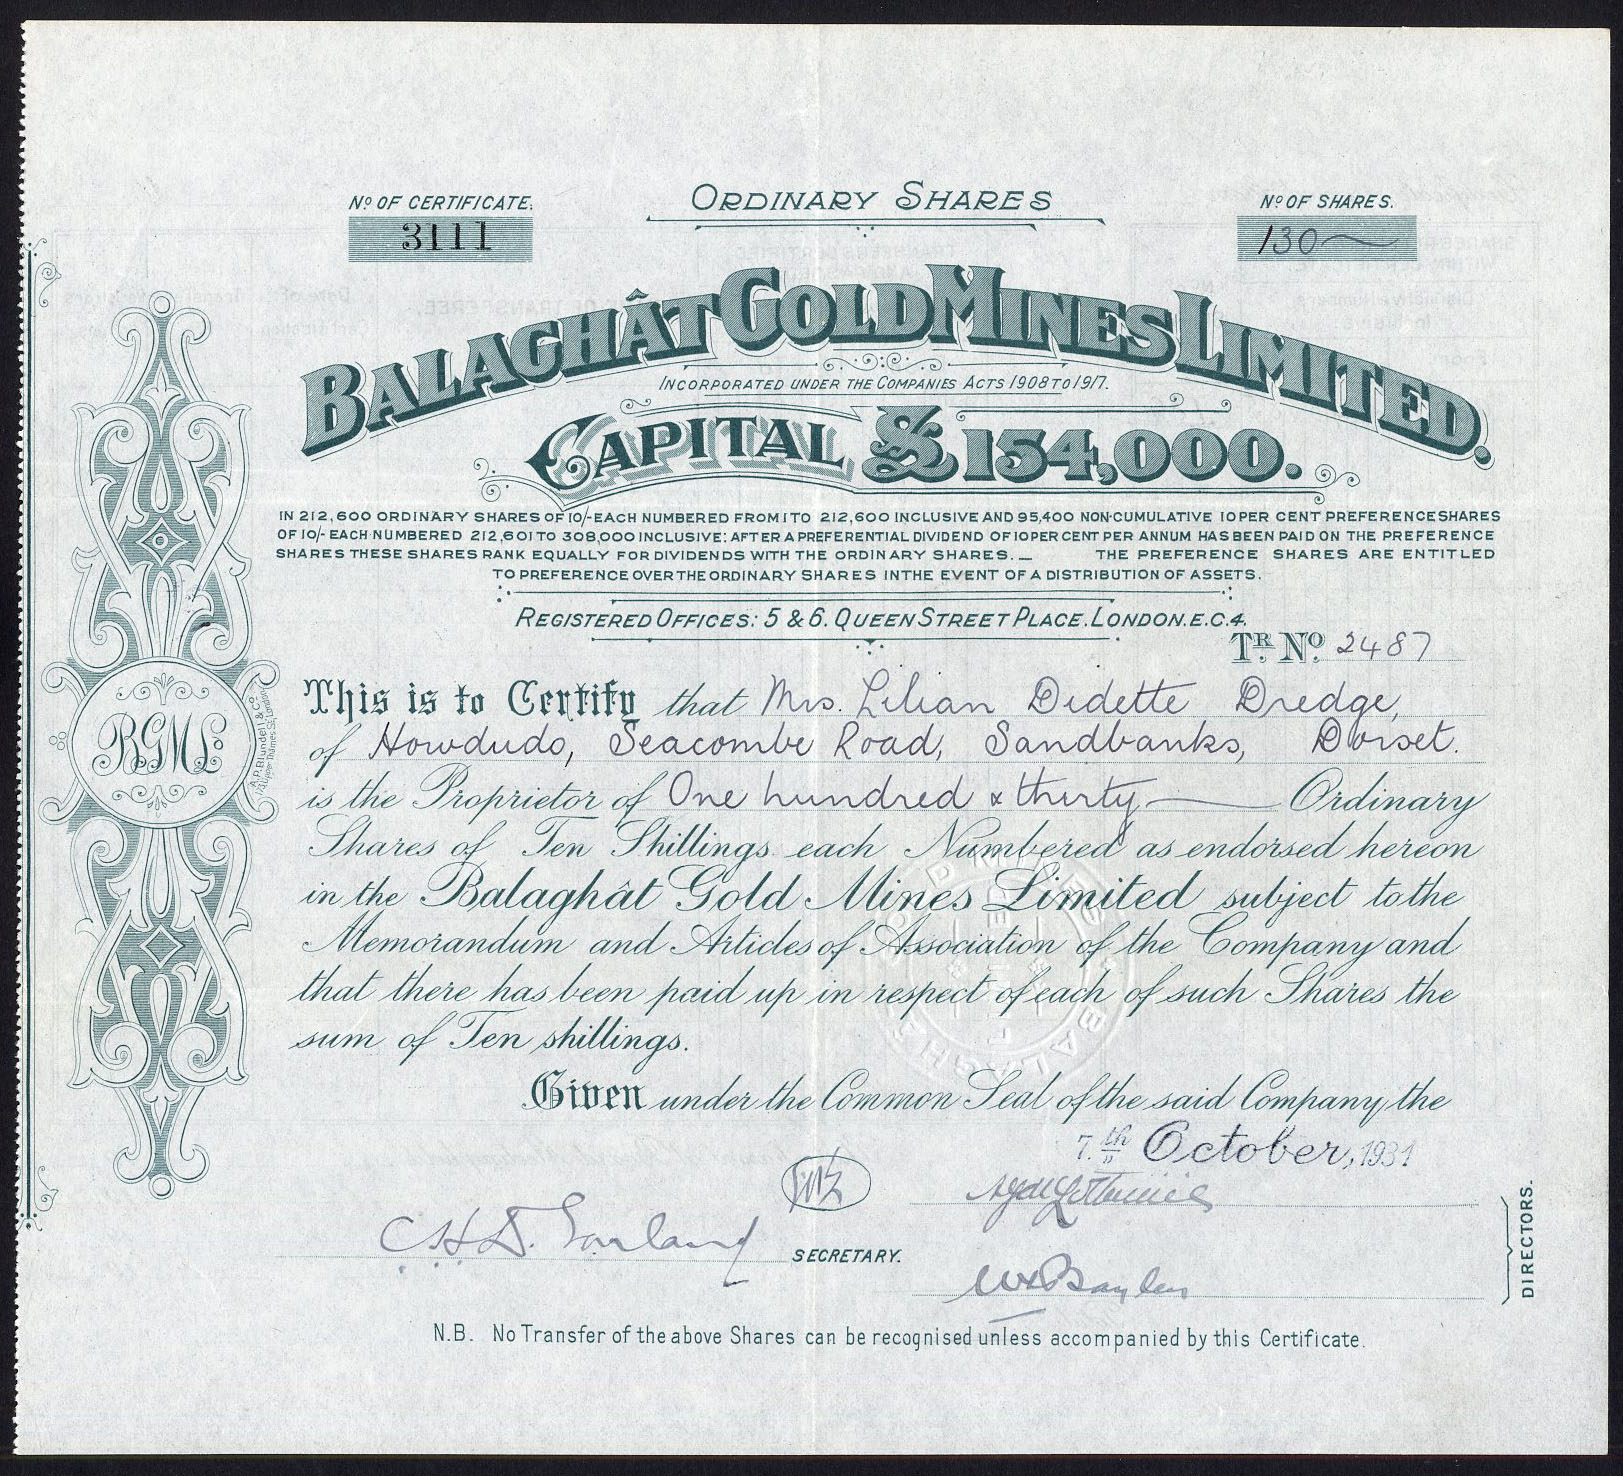 ORDINARY SHARES
Nº OF CERTIFICATE.
3111
Nº OF SHARES.
130
BALAGHÂT GOLD MINES LIMITED.
INCORPORATED UNDER THE COMPANIES ACTS 1908 TO 1917.
CAPITAL £154,000.
IN 212,600 ORDINARY SHARES OF 10/- EACH NUMBERED FROM 1 TO 212,600 INCLUSIVE AND 95,400 NON-CUMULATIVE 10 PER CENT PREFERENCE SHARES
OF 10/- EACH NUMBERED 212,601 TO 308,000 INCLUSIVE: AFTER A PREFERENTIAL DIVIDEND OF 10 PER CENT PER ANNUM HAS BEEN PAID ON THE PREFERENCE
SHARES THESE SHARES RANK EQUALLY FOR DIVIDENDS WITH THE ORDINARY SHARES. — THE PREFERENCE SHARES ARE ENTITLED
TO PREFERENCE OVER THE ORDINARY SHARES IN THE EVENT OF A DISTRIBUTION OF ASSETS.
REGISTERED OFFICES: 5 & 6. QUEEN STREET PLACE. LONDON. E.C.4.
TR. No. 2487
This is to Certify that Mrs. Lilian Didette Dredge,
of Howdudo, Seacombe Road, Sandbanks, Dorset.
is the Proprietor of One hundred & thirty — Ordinary
Shares of Ten Shillings each Numbered as endorsed hereon
in the Balaghât Gold Mines Limited subject to the
Memorandum and Articles of Association of the Company and
that there has been paid up in respect of each of such Shares the
sum of Ten shillings.
Given under the Common Seal of the said Company, the
7.th October, 1931
SECRETARY.
DIRECTORS.
N.B. No Transfer of the above Shares can be recognised unless accompanied by this Certificate.
BGMLo
A.P. Blundell & Co.